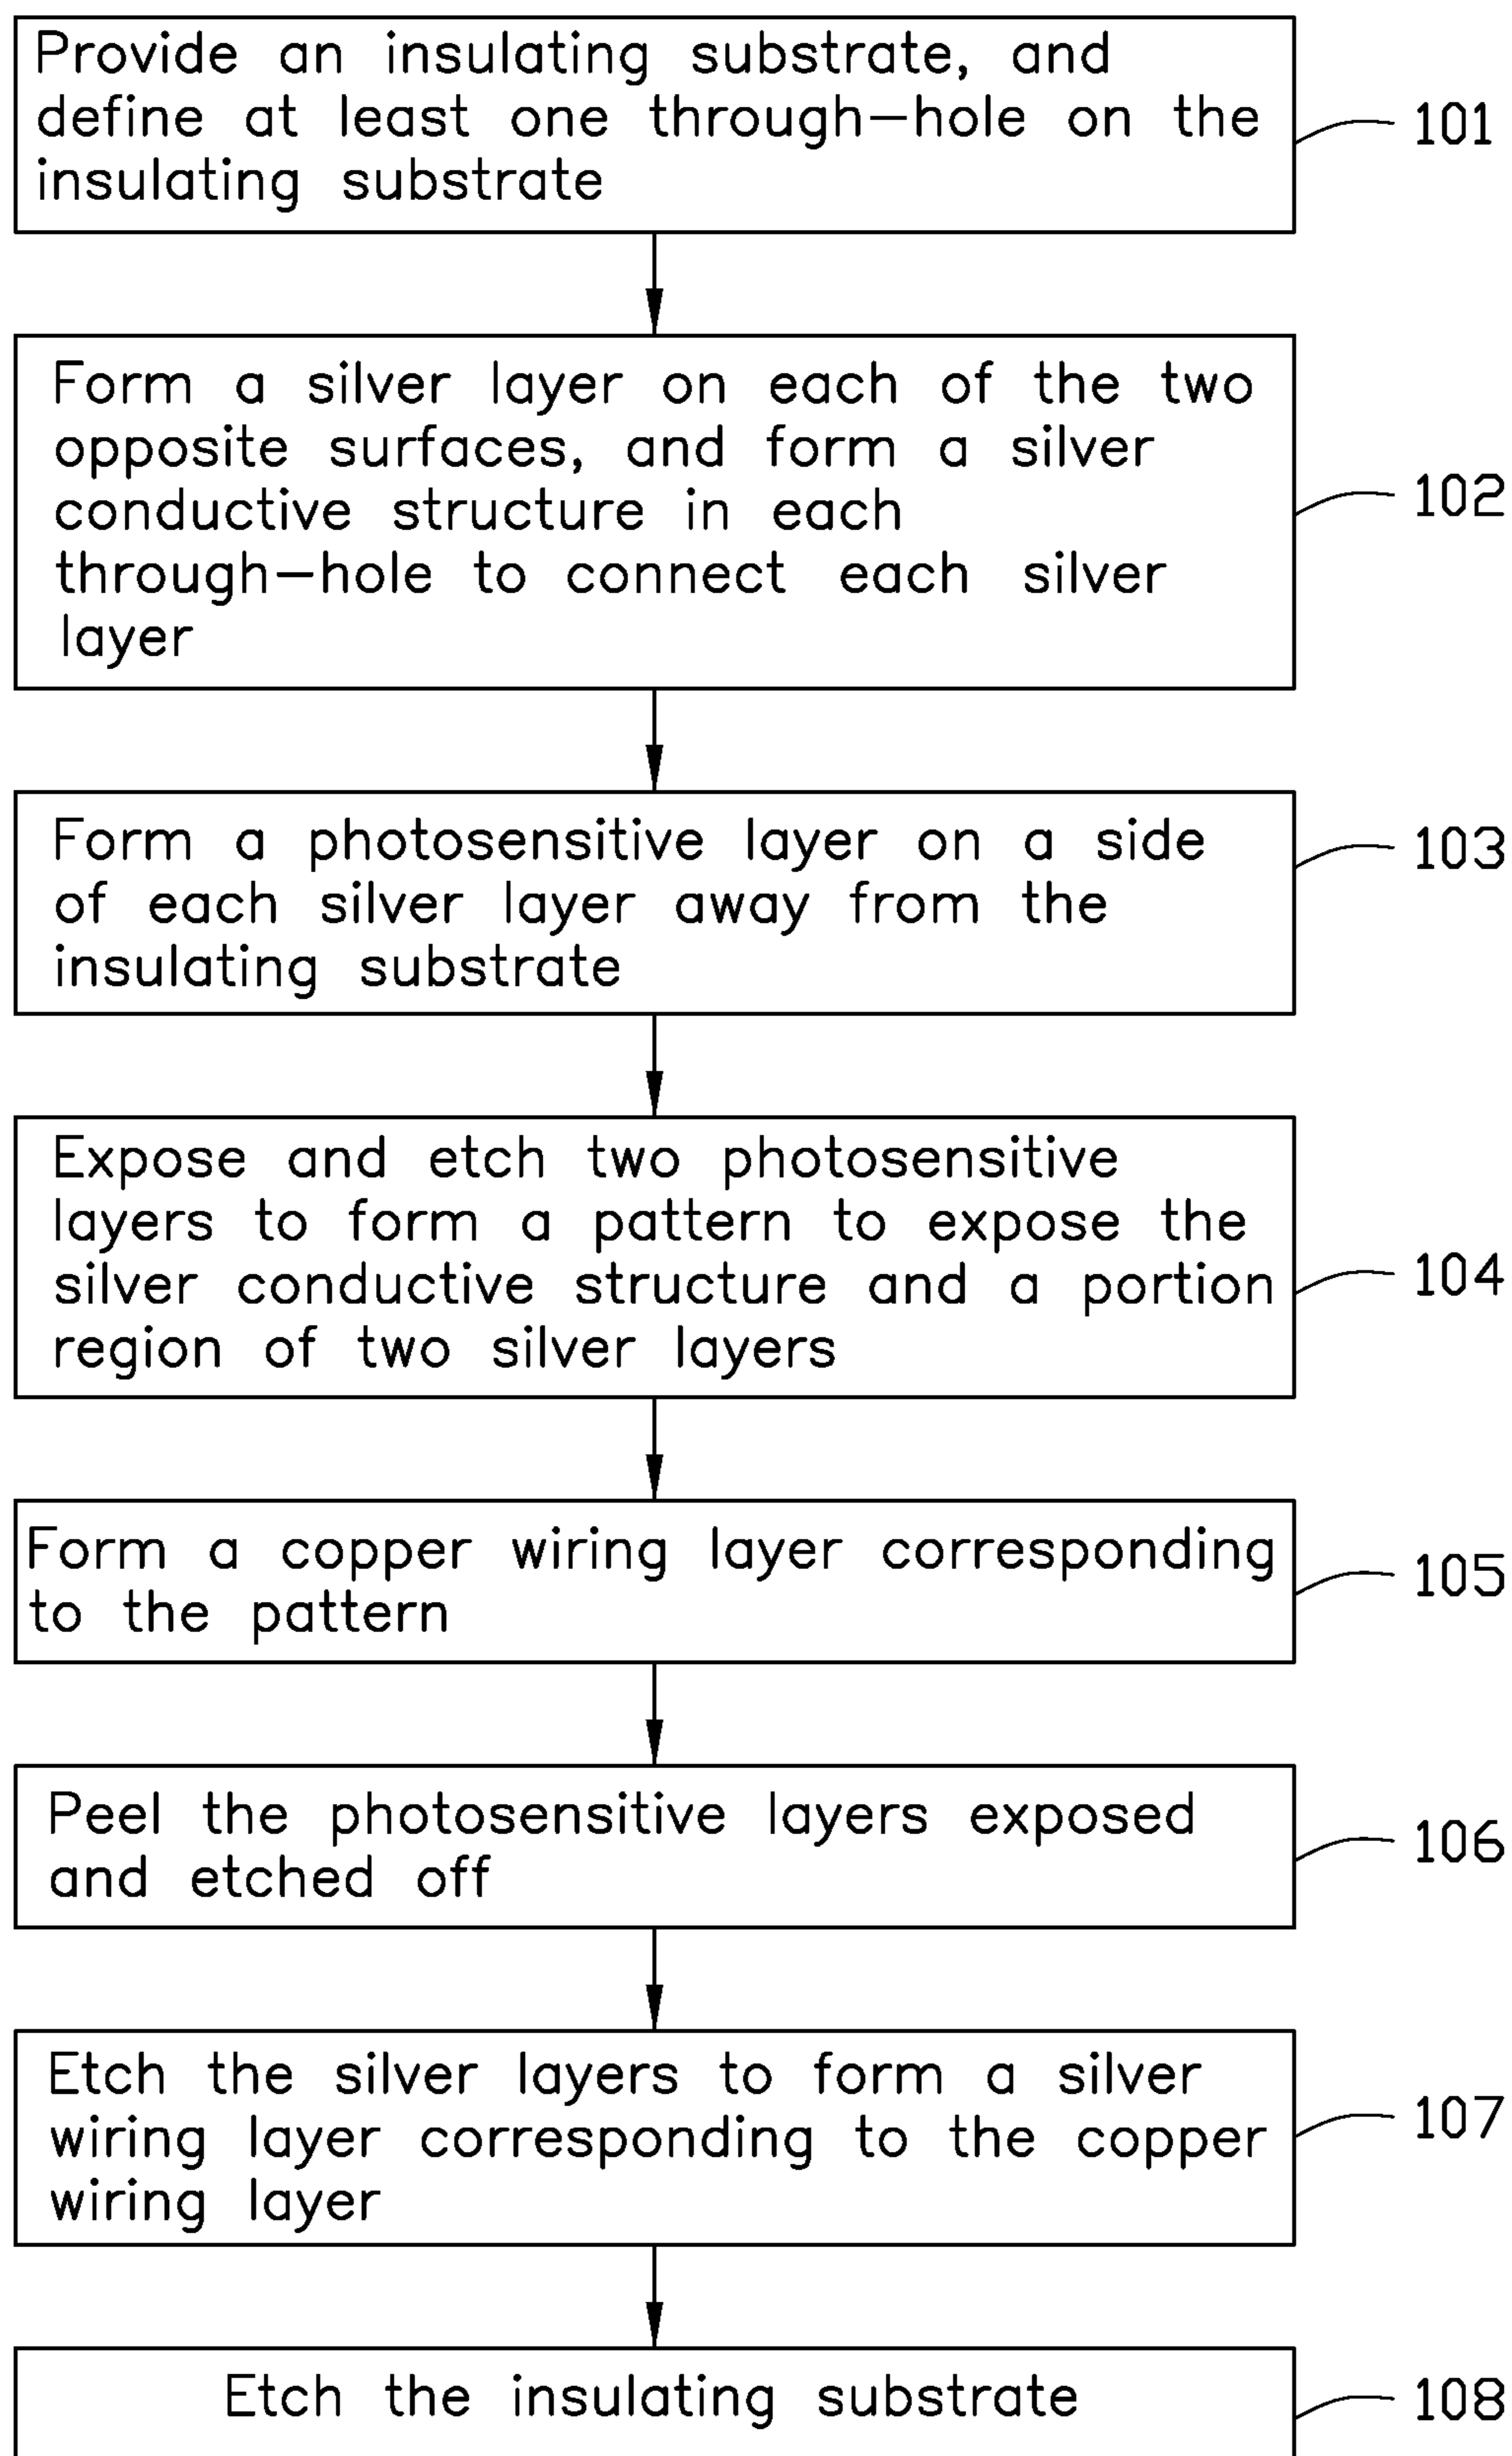 Provide an insulating substrate, and
define at least one through-hole on the
insulating substrate
101
Form a silver layer on each of the two
opposite surfaces, and form a silver
conductive structure in each
through-hole to connect each silver
layer
102
Form a photosensitive layer on a side
of each silver layer away from the
insulating substrate
103
Expose and etch two photosensitive
layers to form a pattern to expose the
silver conductive structure and a portion
region of two silver layers
104
Form a copper wiring layer corresponding
to the pattern
105
Peel the photosensitive layers exposed
and etched off
106
Etch the silver layers to form a silver
wiring layer corresponding to the copper
wiring layer
107
Etch the insulating substrate
108